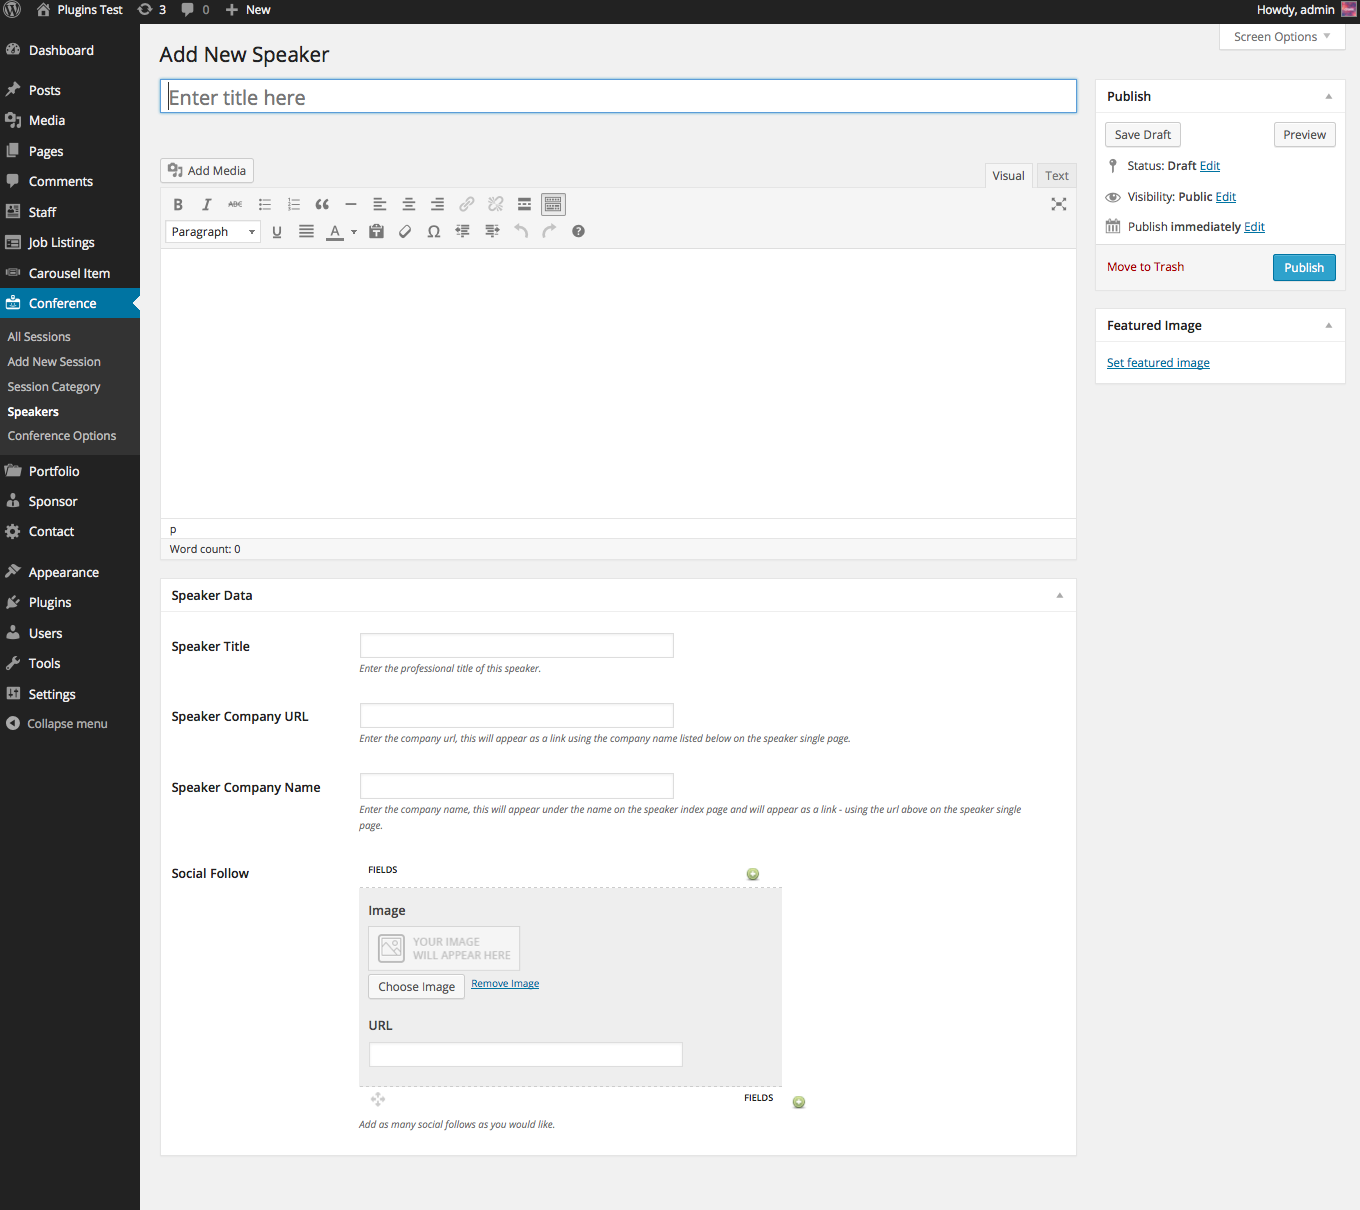 Plugins Test
3
0
New
Howdy, admin
Dashboard
Posts
Media
Pages
Comments
Staff
Job Listings
Carousel Item
Conference
All Sessions
Add New Session
Session Category
Speakers
Conference Options
Portfolio
Sponsor
Contact
Appearance
Plugins
Users
Tools
Settings
Collapse menu
Screen Options
Add New Speaker
Enter title here
Add Media
Visual
Text
B I ABC
Paragraph
U A
p
Word count: 0
Speaker Data
Speaker Title
Enter the professional title of this speaker.
Speaker Company URL
Enter the company url, this will appear as a link using the company name listed below on the speaker single page.
Speaker Company Name
Enter the company name, this will appear under the name on the speaker index page and will appear as a link - using the url above on the speaker single
page.
Social Follow
FIELDS
Image
YOUR IMAGE
WILL APPEAR HERE
Choose Image
Remove Image
URL
FIELDS
Add as many social follows as you would like.
Publish
Save Draft
Preview
Status: Draft Edit
Visibility: Public Edit
Publish immediately Edit
Move to Trash
Publish
Featured Image
Set featured image